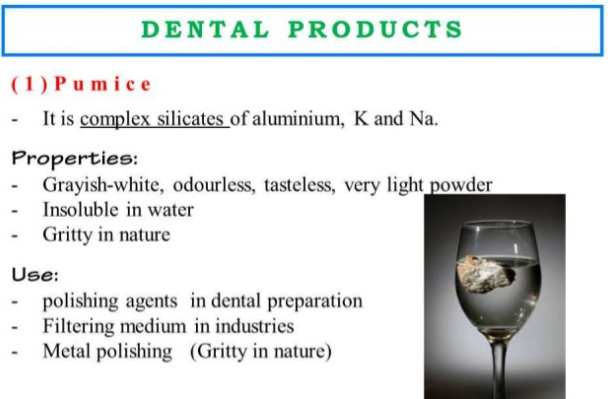 DENTAL PRODUCTS
(1) Pumice
- It is complex silicates of aluminium, K and Na.
Properties:
- Grayish-white, odourless, tasteless, very light powder
- Insoluble in water
- Gritty in nature
Use:
- polishing agents in dental preparation
- Filtering medium in industries
- Metal polishing (Gritty in nature)